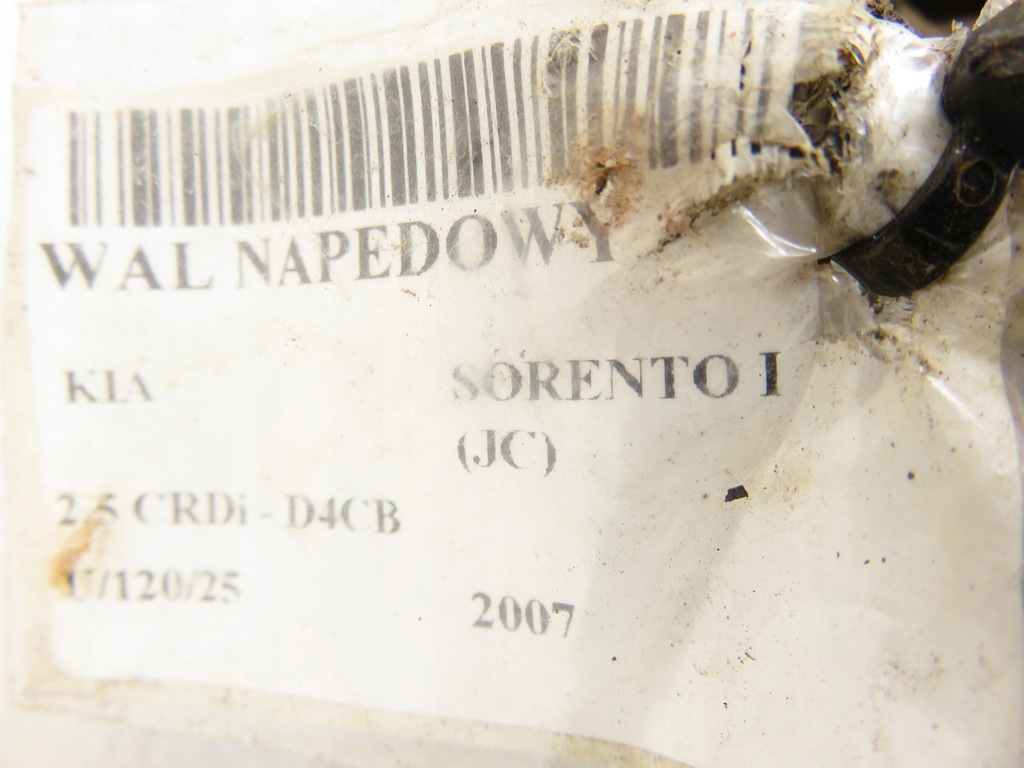 WAL NAPEDOWY
KIA SORENTO I
(JC)
2.5 CRDi - D4CB
U/120/25 2007